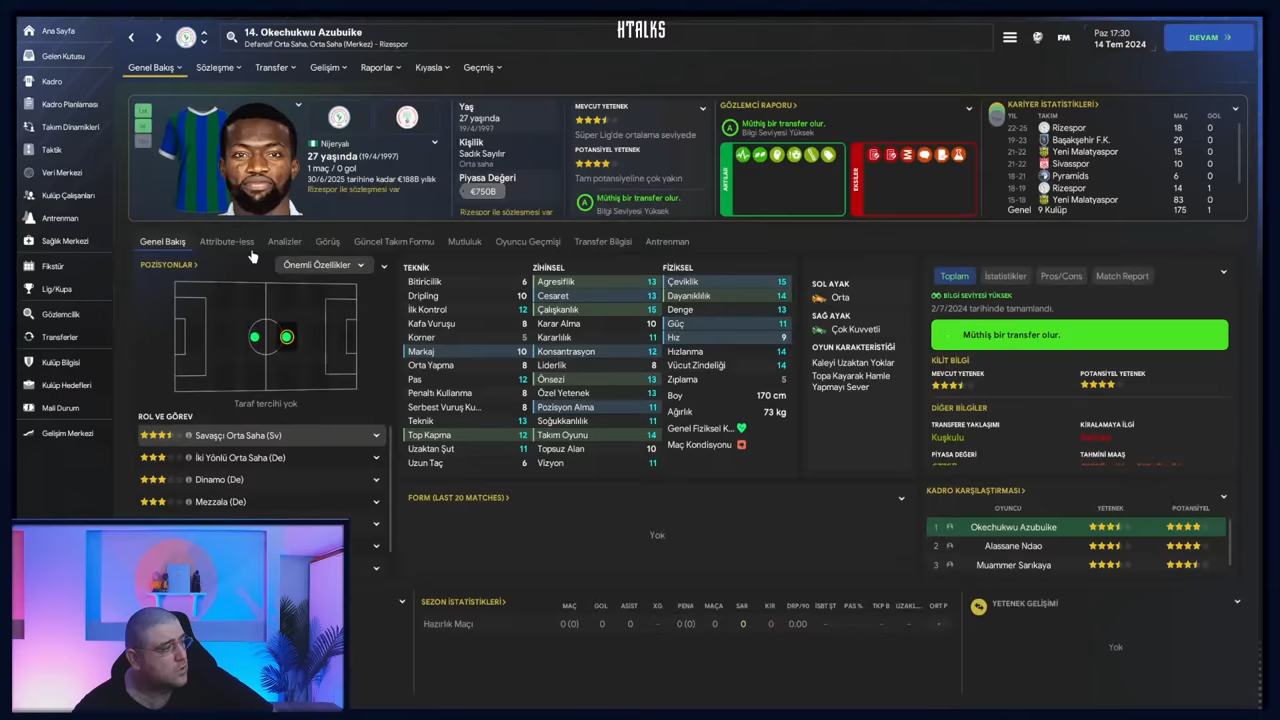 HTALKS
Ana Sayfa
Gelen Kutusu
Kadro
Kadro Planlaması
Takım Dinamikleri
Taktik
Veri Merkezi
Kulüp Çalışanları
Antrenman
Sağlık Merkezi
Fikstür
Lig/Kupa
Gözlemcilik
Transferler
Kulüp Bilgisi
Kulüp Hedefleri
Mali Durum
Gelişim Merkezi
14. Okechukwu Azubuike
Defansif Orta Saha, Orta Saha (Merkez) - Rizespor
FM
Paz 17:30
14 Tem 2024
DEVAM
Genel Bakış
Sözleşme
Transfer
Gelişim
Raporlar
Kıyasla
Geçmiş
Nijeryalı
27 yaşında (19/4/1997)
1 maç / 0 gol
30/6/2025 tarihine kadar €188B yıllık
Rizespor ile sözleşmesi var
Yaş
27 yaşında
19/4/1997
Kişilik
Sadık Sayılır
Orta saha
Piyasa Değeri
€750B
Rizespor ile sözleşmesi var
MEVCUT YETENEK
Süper Lig'de ortalama seviyede
POTANSİYEL YETENEK
Tam potansiyeline çok yakın
A Müthiş bir transfer olur.
Bilgi Seviyesi Yüksek
GÖZLEMCİ RAPORU
A Müthiş bir transfer olur.
Bilgi Seviyesi Yüksek
ARTILAR
EKSİLER
KARİYER İSTATİSTİKLERİ
YIL TAKIM MAÇ GOL
22-25 Rizespor 18 0
19-23 Başakşehir F.K. 29 0
21-22 Yeni Malatyaspor 15 0
21-22 Sivasspor 10 0
18-21 Pyramids 6 0
18-19 Rizespor 14 1
15-18 Yeni Malatyaspor 83 0
Genel 9 Kulüp 175 1
Genel Bakış
Attribute-less
Analizler
Görüş
Güncel Takım Formu
Mutluluk
Oyuncu Geçmişi
Transfer Bilgisi
Antrenman
POZİSYONLAR
Önemli Özellikler
Taraf tercihi yok
ROL VE GÖREV
Savaşçı Orta Saha (Sv)
İki Yönlü Orta Saha (De)
Dinamo (De)
Mezzala (De)
TEKNİK
Bitiricilik 6
Dripling 10
İlk Kontrol 12
Kafa Vuruşu 8
Korner 5
Markaj 10
Orta Yapma 8
Pas 12
Penaltı Kullanma 8
Serbest Vuruş Ku... 8
Teknik 13
Top Kapma 12
Uzaktan Şut 11
Uzun Taç 6
ZİHİNSEL
Agresiflik 13
Cesaret 13
Çalışkanlık 15
Karar Alma 10
Kararlılık 11
Konsantrasyon 12
Liderlik 8
Önsezi 13
Özel Yetenek 13
Pozisyon Alma 11
Soğukkanlılık 11
Takım Oyunu 14
Topsuz Alan 10
Vizyon 11
FİZİKSEL
Çeviklik 15
Dayanıklılık 14
Denge 13
Güç 11
Hız 9
Hızlanma 14
Vücut Zindeliği 14
Zıplama 5
Boy 170 cm
Ağırlık 73 kg
Genel Fiziksel K...
Maç Kondisyonu
SOL AYAK
Orta
SAĞ AYAK
Çok Kuvvetli
OYUN KARAKTERİSTİĞİ
Kaleyi Uzaktan Yoklar
Topa Kayarak Hamle
Yapmayı Sever
Toplam
İstatistikler
Pros/Cons
Match Report
BİLGİ SEVİYESİ YÜKSEK
2/7/2024 tarihinde tamamlandı.
Müthiş bir transfer olur.
KİLİT BİLGİ
MEVCUT YETENEK
POTANSİYEL YETENEK
DİĞER BİLGİLER
TRANSFERE YAKLAŞIMI
Kuşkulu
KİRALAMAYA İLGİ
PİYASA DEĞERİ
TAHMİNİ MAAŞ
FORM (LAST 20 MATCHES)
Yok
KADRO KARŞILAŞTIRMASI
OYUNCU YETENEK POTANSİYEL
1 Okechukwu Azubuike
2 Alassane Ndao
3 Muammer Sarıkaya
SEZON İSTATİSTİKLERİ
MAÇ GOL ASİST XG PENA MAÇA SAR KIR DRP/90 İSBT ŞT PAS % TKP B UZAKL... ORT P
Hazırlık Maçı 0 (0) 0 0 - 0 (0) 0 0 0 0:00 - - - - -
YETENEK GELİŞİMİ
Yok